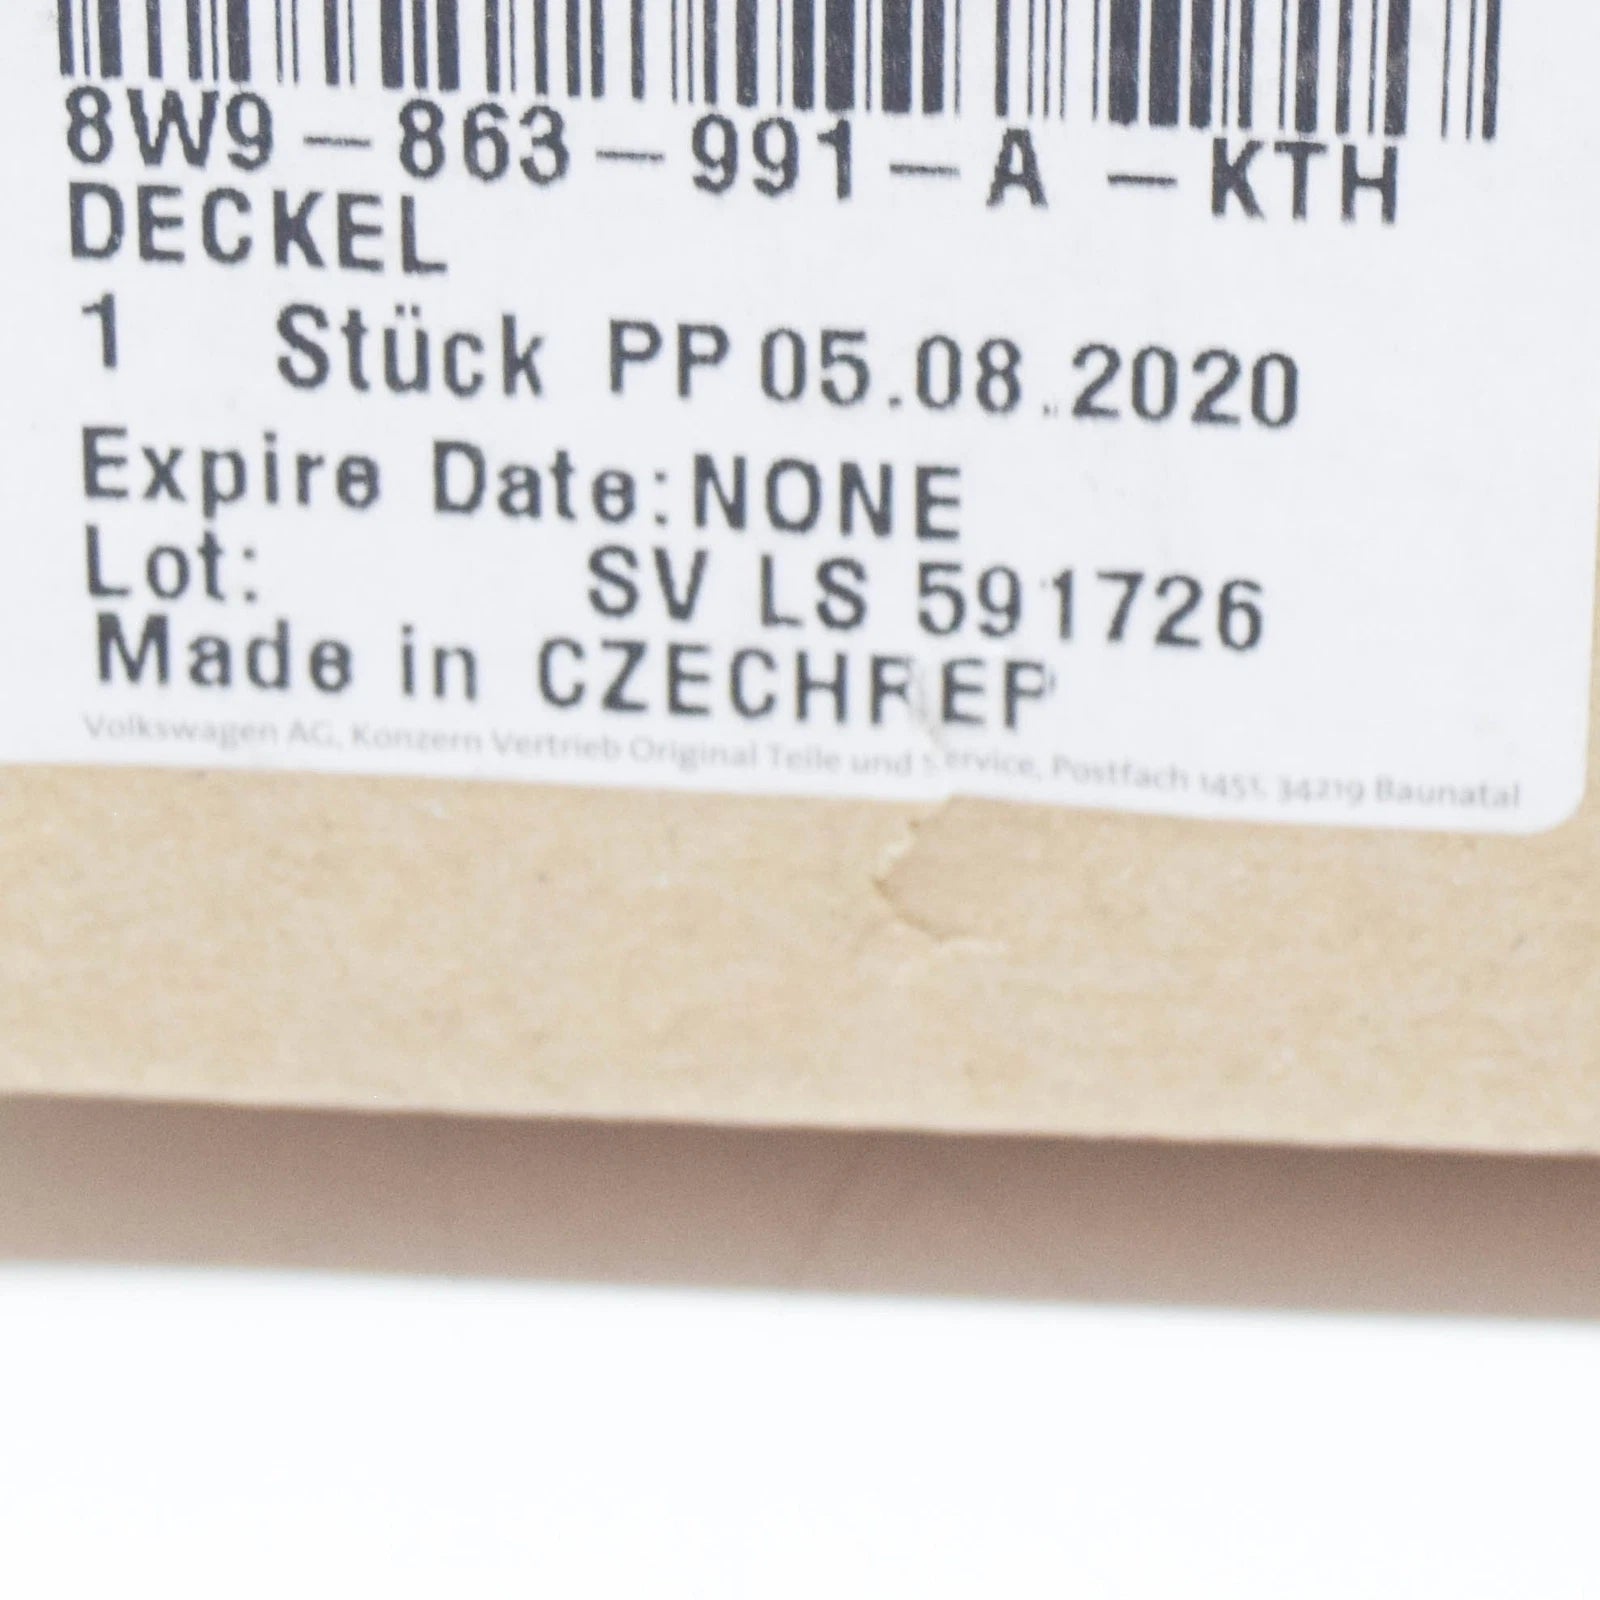 8W9-863-991-A -KTH
DECKEL
1 Stück PP 05.08.2020
Expire Date:NONE
Lot: SV LS 591726
Made in CZECHREP
Volkswagen AG, Konzern Vertrieb Original Teile und Service, Postfach 1451, 34219 Baunatal